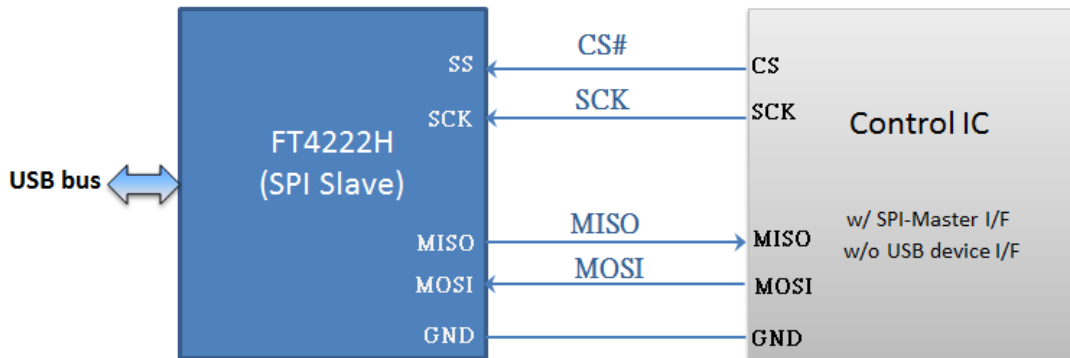 CS#
SS
CS
SCK
SCK
SCK
Control IC
FT4222H
(SPI Slave)
USB bus
MISO
w/ SPI-Master I/F
MISO
MISO
w/o USB device I/F
MOSI
MOSI
MOSI
GND
GND